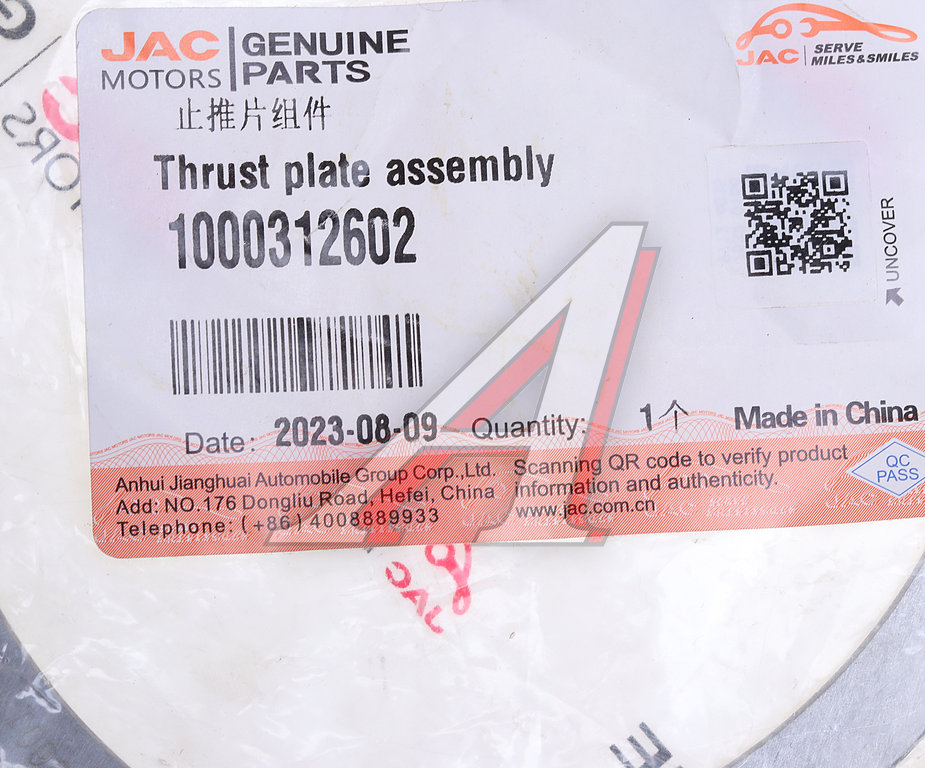 JAC
MOTORS
GENUINE
PARTS
JAC
SERVE
MILES&SMILES
止推片组件
Thrust plate assembly
1000312602
UNCOVER
Date: 2023-08-09
Quantity: 1个
Made in China
Anhui Jianghuai Automobile Group Corp.,Ltd.
Add: NO.176 Dongliu Road, Hefei, China
Telephone: (+86) 4008889933
Scanning QR code to verify product
information and authenticity.
www.jac.com.cn
QC
PASS
JAC